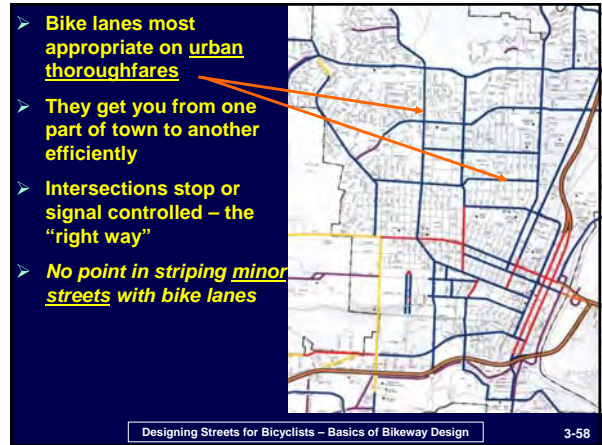 ➢ Bike lanes most
appropriate on urban
thoroughfares
➢ They get you from one
part of town to another
efficiently
➢ Intersections stop or
signal controlled – the
“right way”
➢ No point in striping minor
streets with bike lanes
Designing Streets for Bicyclists – Basics of Bikeway Design
3-58